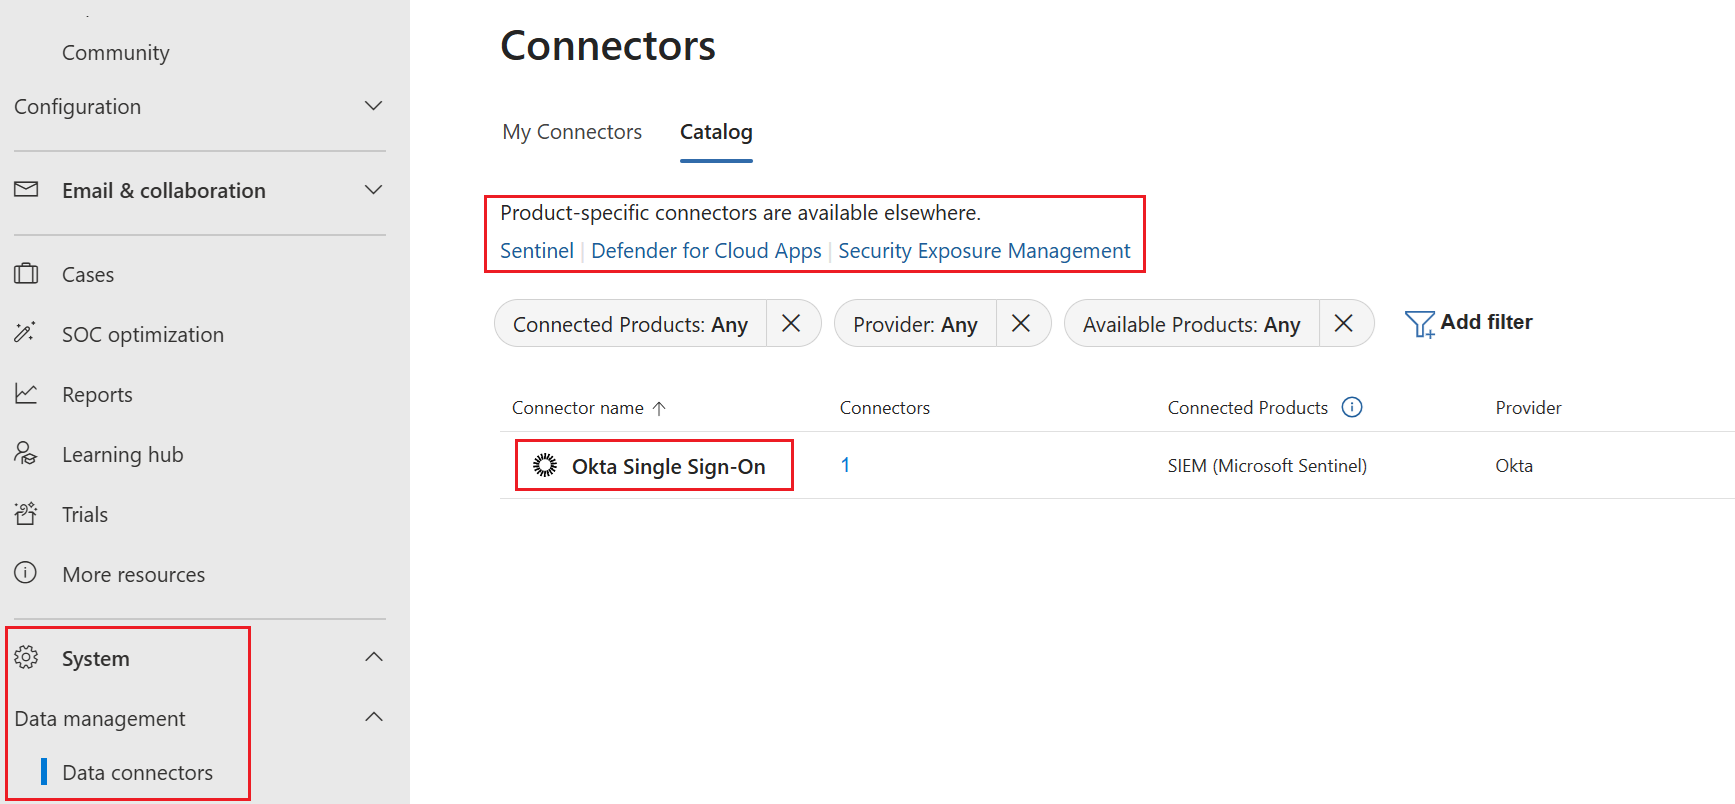 Community
Configuration
Email & collaboration
Cases
SOC optimization
Reports
Learning hub
Trials
More resources
System
Data management
Data connectors
Connectors
My Connectors Catalog
Product-specific connectors are available elsewhere.
Sentinel | Defender for Cloud Apps | Security Exposure Management
Connected Products: Any Provider: Any Available Products: Any Add filter
Connector name Connectors Connected Products Provider
Okta Single Sign-On 1 SIEM (Microsoft Sentinel) Okta